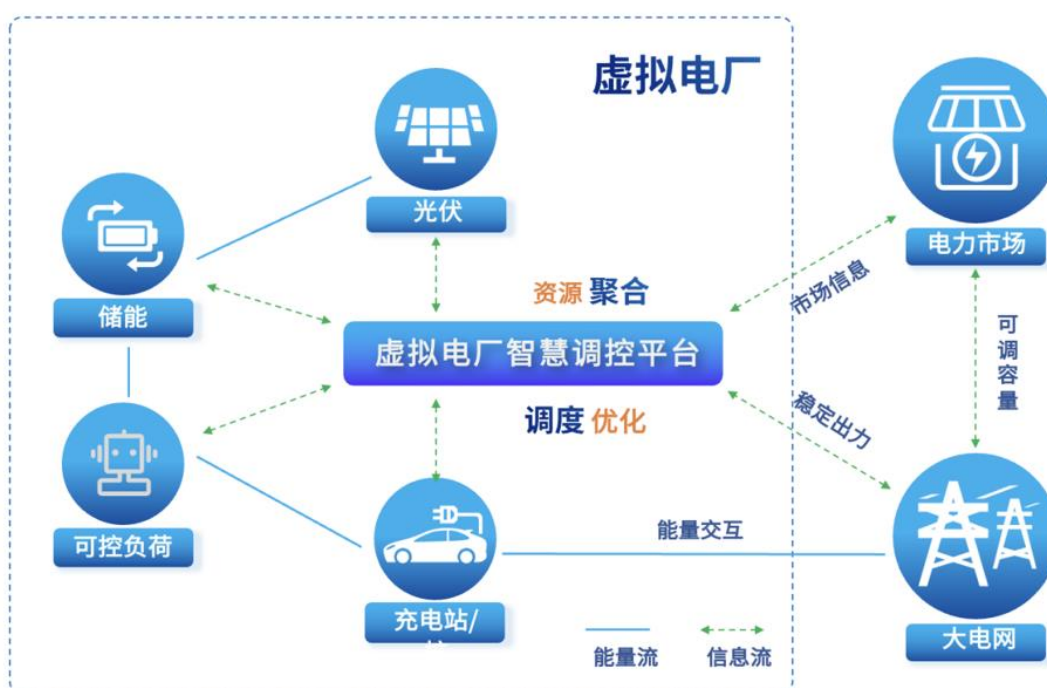 虚拟电厂
光伏
储能
电力市场
资源 聚合
市场信息
虚拟电厂智慧调控平台
可调容量
调度 优化
稳定出力
可控负荷
能量交互
充电站/
能量流
信息流
大电网